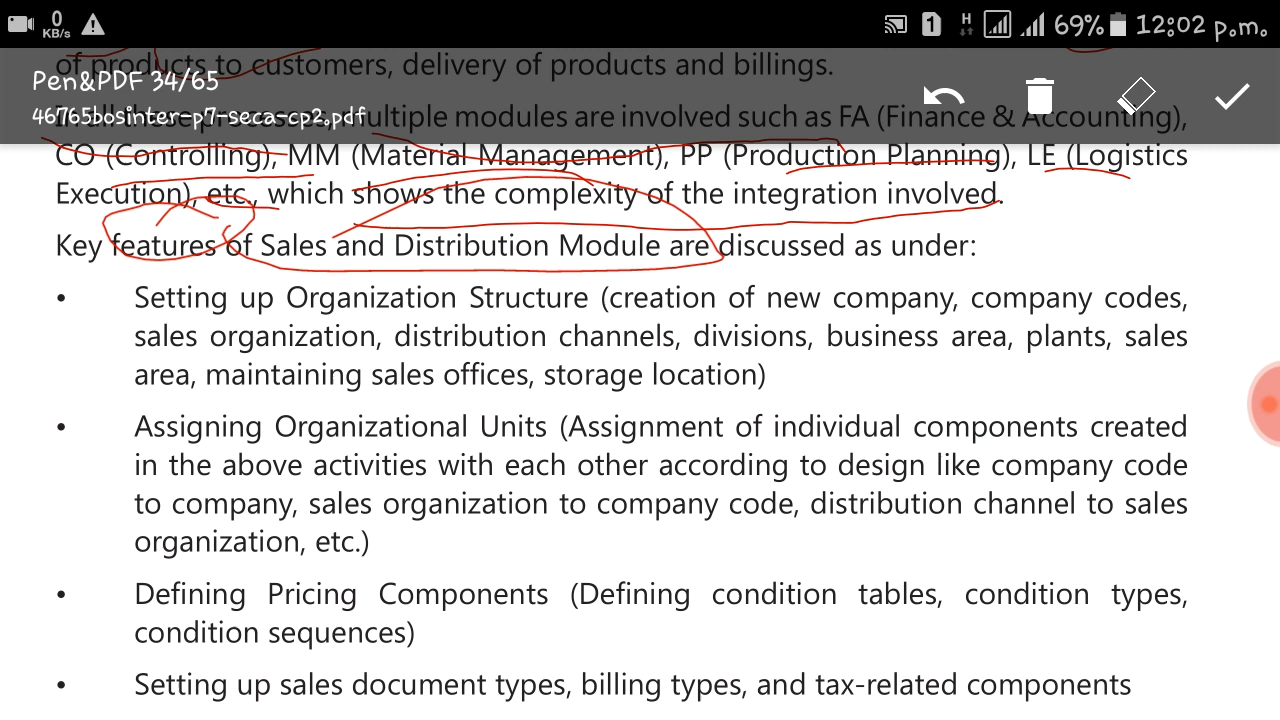 0
KB/s
1 H 69% 12:02 p.m.
of products to customers, delivery of products and billings.
Pen&PDF 34/65
46765bosinter-p7-seca-cp2.pdf
multiple modules are involved such as FA (Finance & Accounting),
CO (Controlling), MM (Material Management), PP (Production Planning), LE (Logistics
Execution), etc., which shows the complexity of the integration involved.
Key features of Sales and Distribution Module are discussed as under:
• Setting up Organization Structure (creation of new company, company codes,
sales organization, distribution channels, divisions, business area, plants, sales
area, maintaining sales offices, storage location)
• Assigning Organizational Units (Assignment of individual components created
in the above activities with each other according to design like company code
to company, sales organization to company code, distribution channel to sales
organization, etc.)
• Defining Pricing Components (Defining condition tables, condition types,
condition sequences)
• Setting up sales document types, billing types, and tax-related components